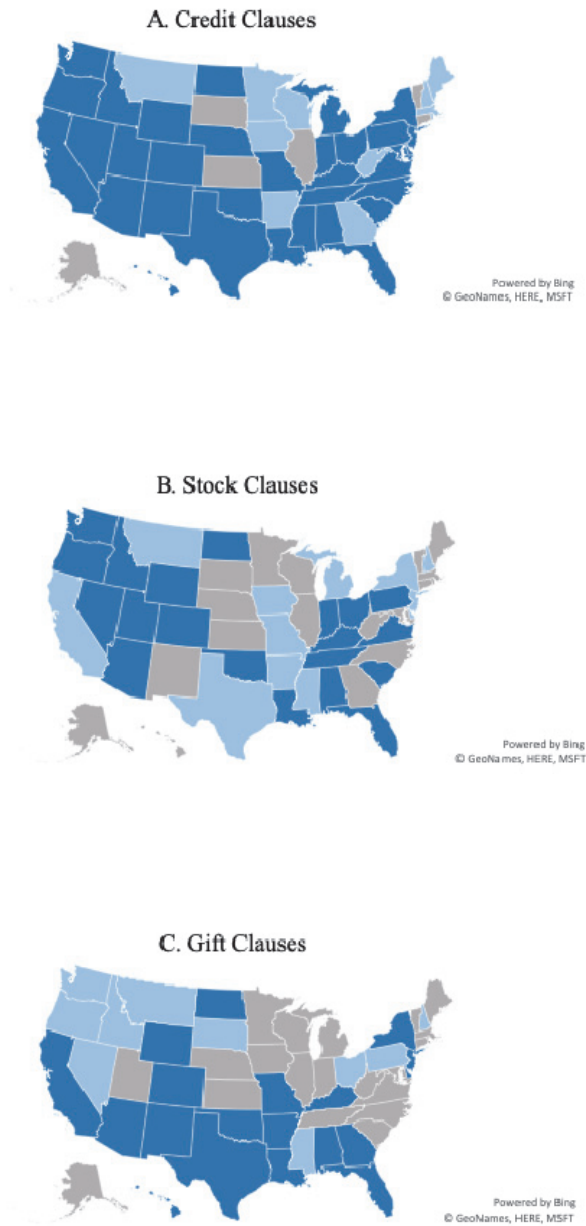 A. Credit Clauses
Powered by Bing
© GeoNames, HERE, MSFT
B. Stock Clauses
Powered by Bing
© GeoNames, HERE, MSFT
C. Gift Clauses
Powered by Bing
© GeoNames, HERE, MSFT